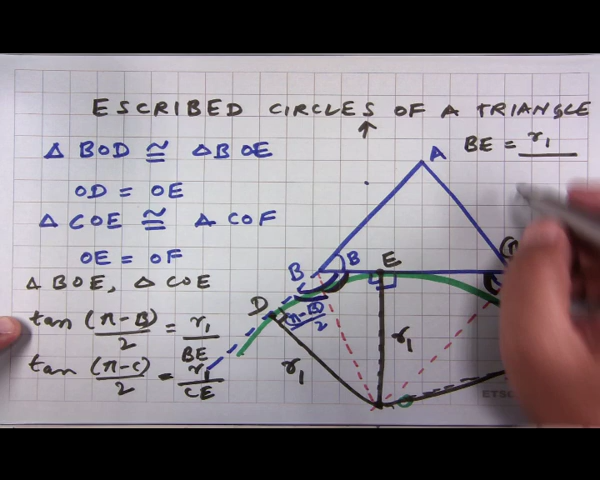 ESCRIBED CIRCLES OF A TRIANGLE
△ BOD ≅ △BOE
OD = OE
△ COE ≅ △ COF
OE = OF
△ BOE, △ COE
tan (π-B)/2 = r1/BE
tan (π-C)/2 = r1/CE
BE = r1/
A
B
B
E
D
(π-B)/2
r1
r1